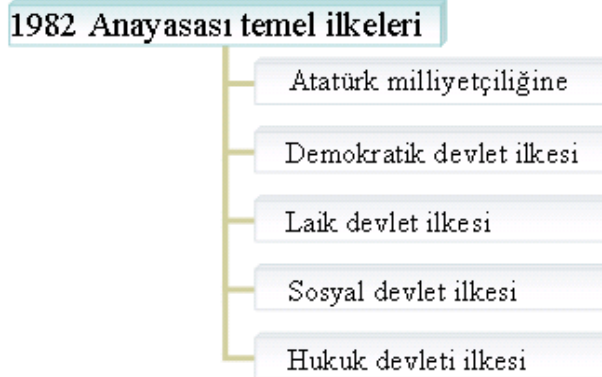 1982 Anayasası temel ilkeleri
Atatürk milliyetçiliğine
Demokratik devlet ilkesi
Laik devlet ilkesi
Sosyal devlet ilkesi
Hukuk devleti ilkesi